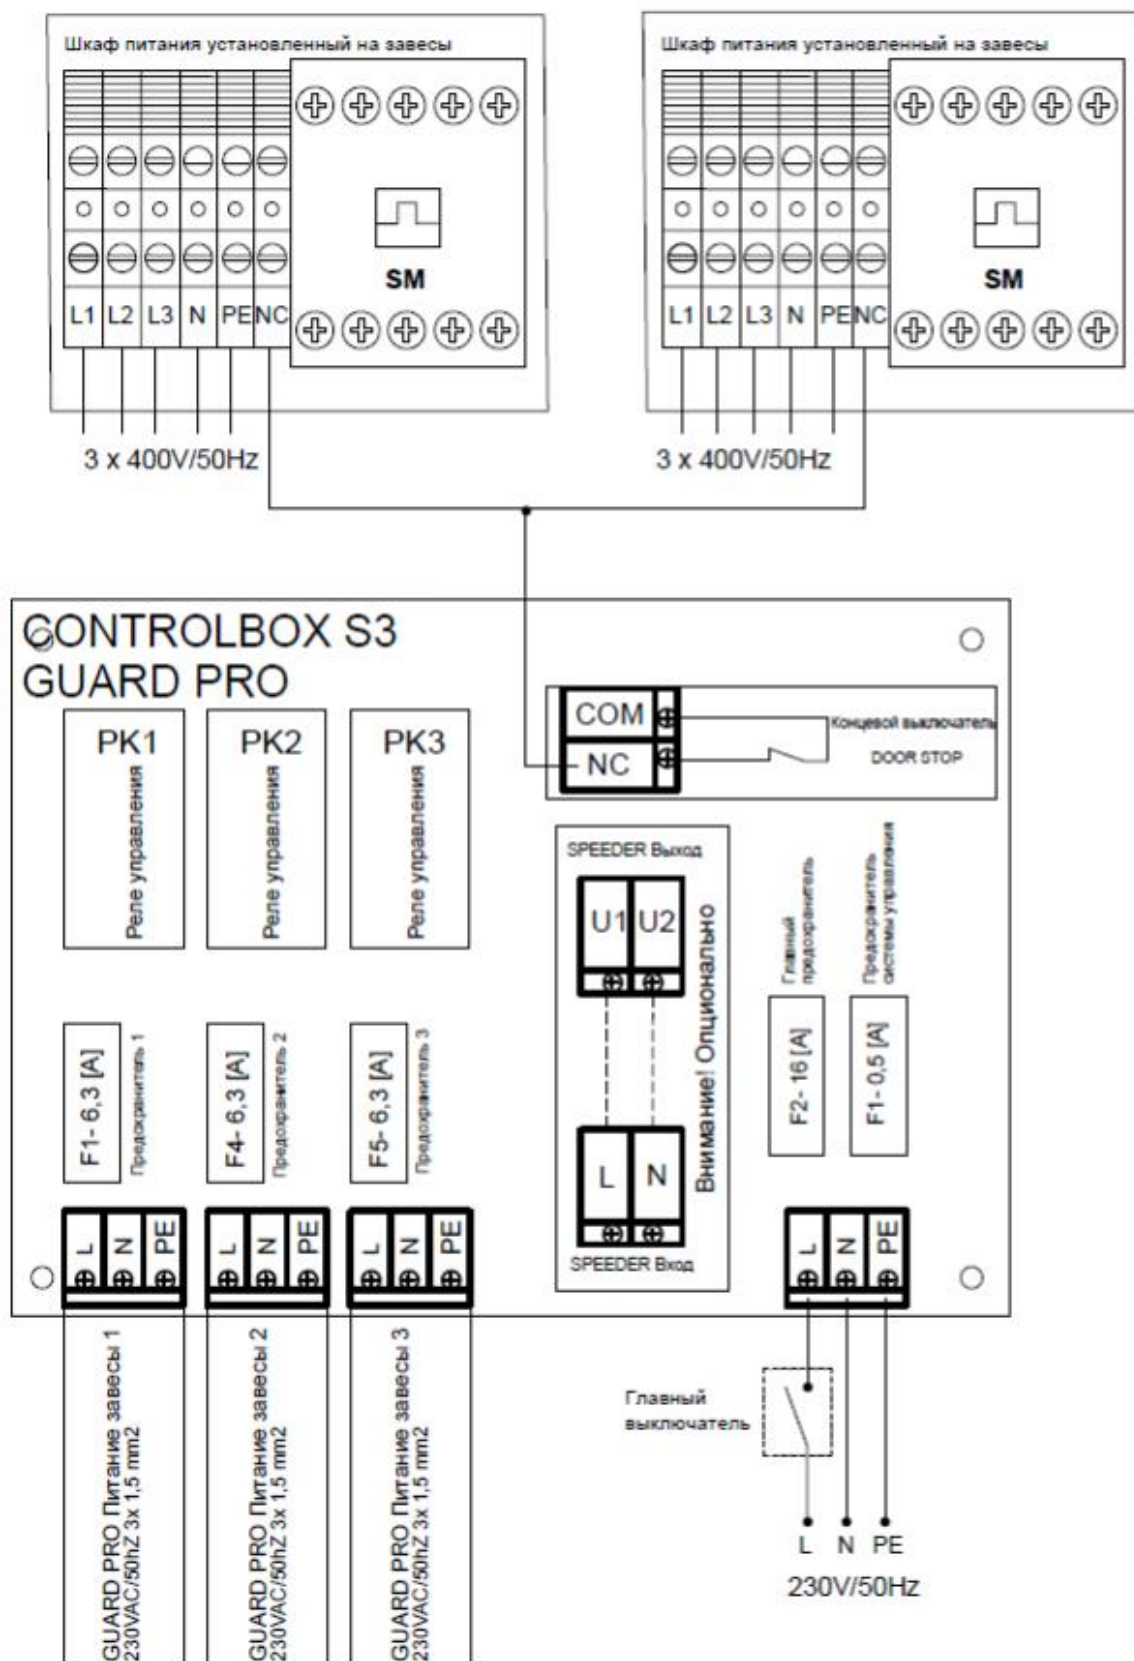 Шкаф питания установленный на завесы
L1 L2 L3 N PE NC
SM
3 x 400V/50Hz
Шкаф питания установленный на завесы
L1 L2 L3 N PE NC
SM
3 x 400V/50Hz
CONTROLBOX S3
GUARD PRO
PK1
Реле управления
PK2
Реле управления
PK3
Реле управления
COM
NC
Концевой выключатель
DOOR STOP
SPEEDER Выход
U1 U2
Внимание! Опционально
L N
SPEEDER Вход
Главный
предохранитель
F2- 16 [A]
Предохранитель
системы управления
F1- 0,5 [A]
F1- 6,3 [A]
Предохранитель 1
F4- 6,3 [A]
Предохранитель 2
F5- 6,3 [A]
Предохранитель 3
L N PE
L N PE
L N PE
L N PE
GUARD PRO Питание завесы 1
230VAC/50hZ 3x 1,5 mm2
GUARD PRO Питание завесы 2
230VAC/50hZ 3x 1,5 mm2
GUARD PRO Питание завесы 3
230VAC/50hZ 3x 1,5 mm2
Главный
выключатель
L N PE
230V/50Hz